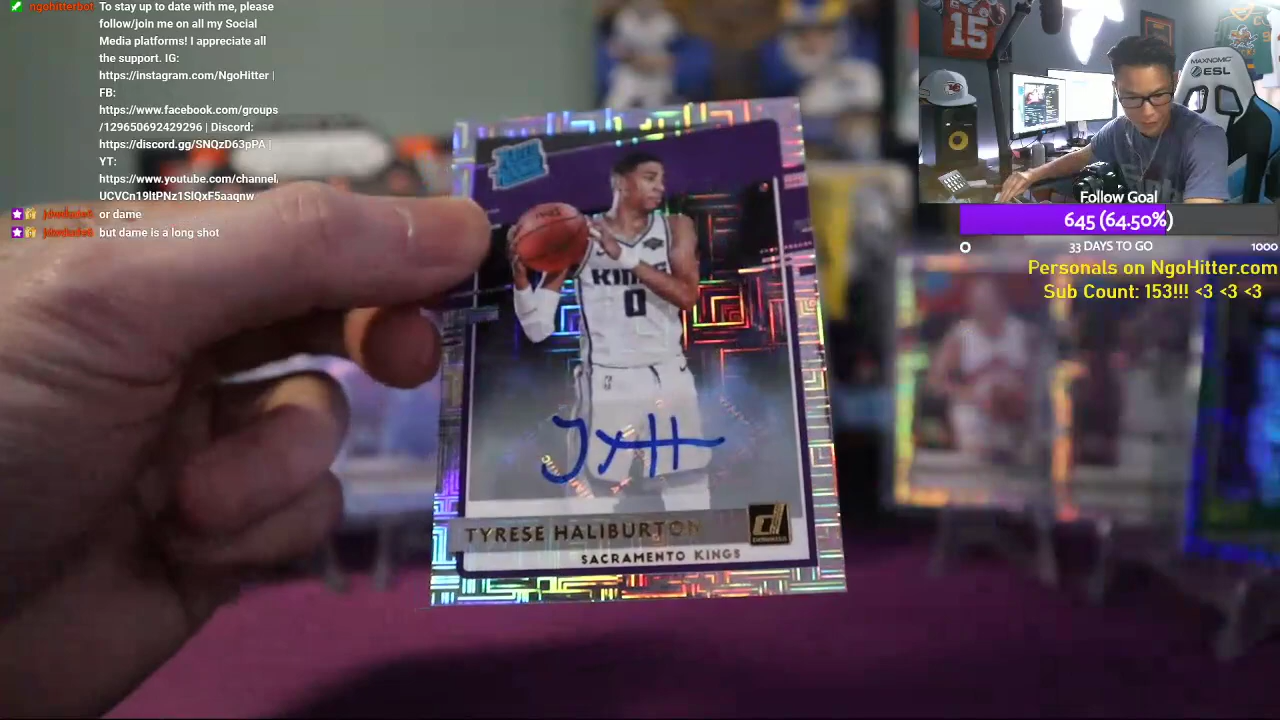 ngohitterbot To stay up to date with me, please
follow/join me on all my Social
Media platforms! I appreciate all
the support. IG:
https://instagram.com/NgoHitter |
FB:
https://www.facebook.com/groups
/129650692429296 | Discord:
https://discord.gg/SNQzD63pPA |
YT:
https://www.youtube.com/channel,
UCVCn19ltPNz1SIQxF5aaqnw
or dame
but dame is a long shot
KINGS
0
TYRESE HALIBURTON
SACRAMENTO KINGS
d
15
MAXNOMIC
ESL
Follow Goal
645 (64.50%)
0 33 DAYS TO GO 1000
Personals on NgoHitter.com
Sub Count: 153!!! <3 <3 <3